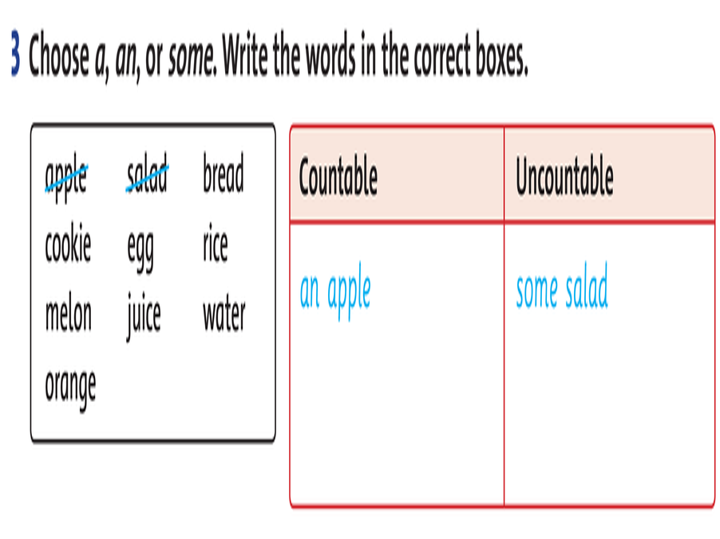 3 Choose a, an, or some. Write the words in the correct boxes.
apple salad bread
cookie egg rice
melon juice water
orange
Countable Uncountable
an apple some salad